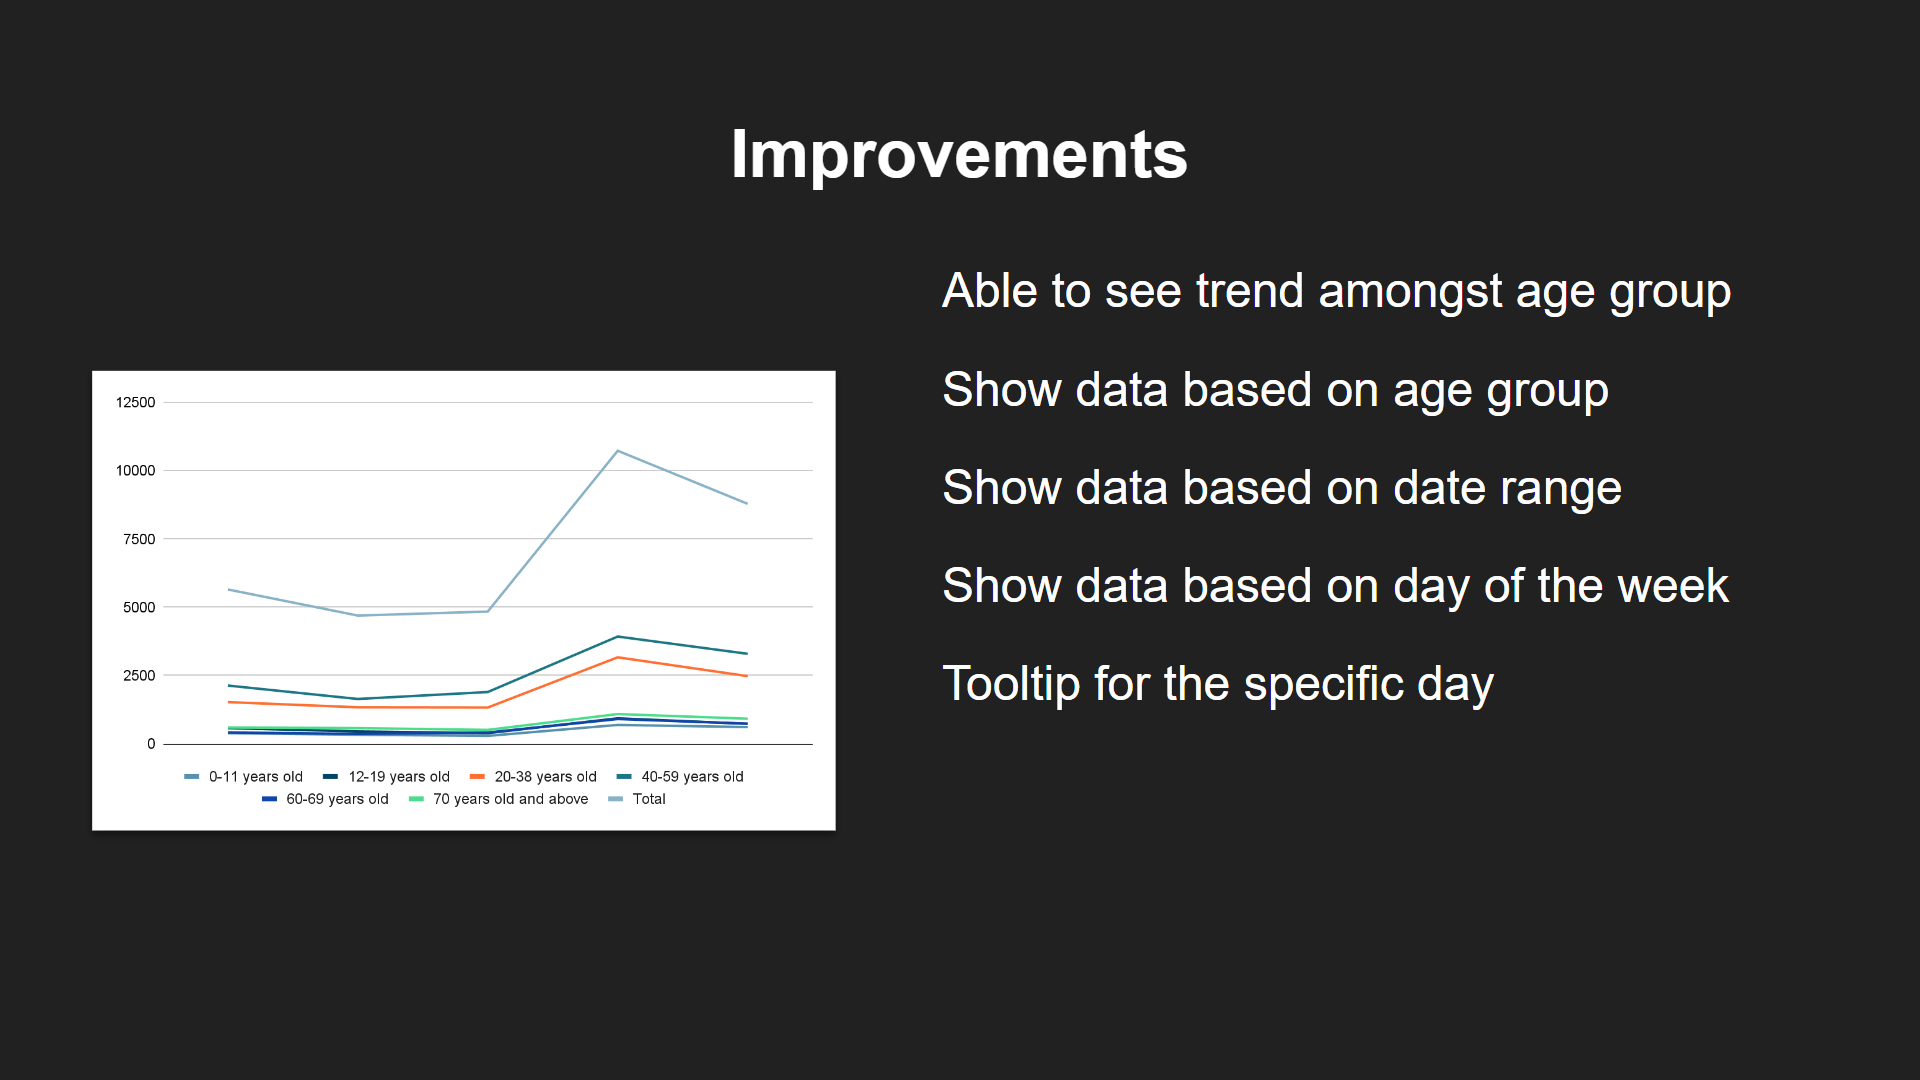 Improvements
Able to see trend amongst age group
Show data based on age group
Show data based on date range
Show data based on day of the week
Tooltip for the specific day
12500
10000
7500
5000
2500
0
0-11 years old 12-19 years old 20-38 years old 40-59 years old
60-69 years old 70 years old and above Total